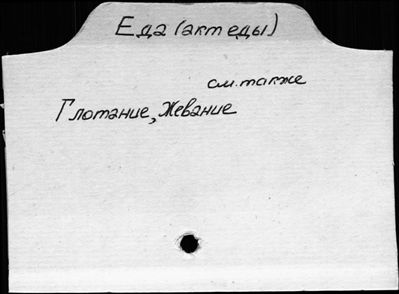 Еда (акт еды)
см. также
Глотание, Жевание